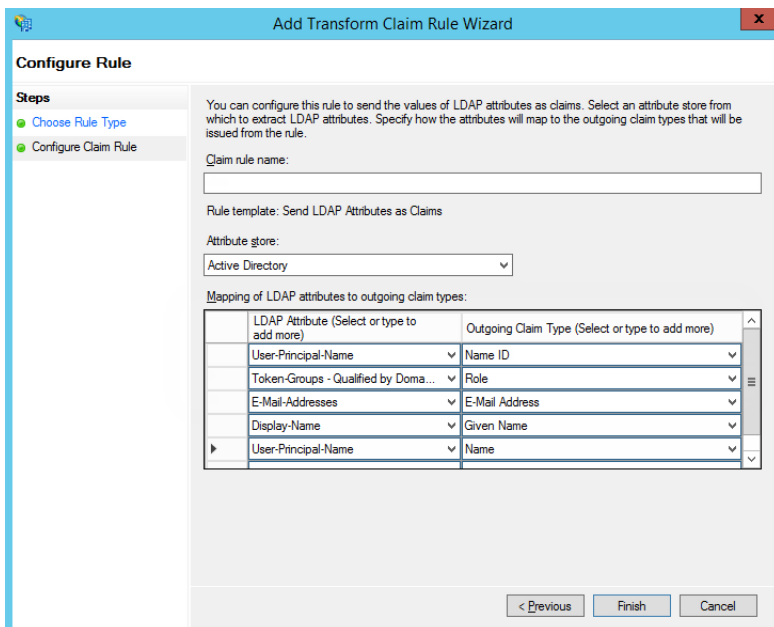 Add Transform Claim Rule Wizard
X
Configure Rule
Steps
Choose Rule Type
Configure Claim Rule
You can configure this rule to send the values of LDAP attributes as claims. Select an attribute store from
which to extract LDAP attributes. Specify how the attributes will map to the outgoing claim types that will be
issued from the rule.
Claim rule name:
Rule template: Send LDAP Attributes as Claims
Attribute store:
Active Directory
Mapping of LDAP attributes to outgoing claim types:
LDAP Attribute (Select or type to
add more)
Outgoing Claim Type (Select or type to add more)
User-Principal-Name Name ID
Token-Groups - Qualified by Doma... Role
E-Mail-Addresses E-Mail Address
Display-Name Given Name
User-Principal-Name Name
< Previous Finish Cancel